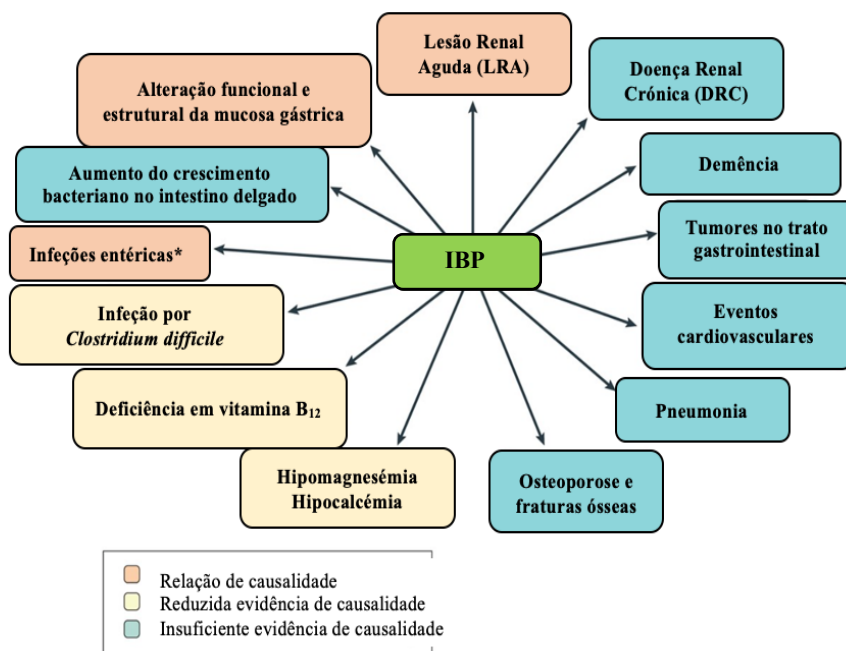 Lesão Renal
Aguda (LRA)
Doença Renal
Crónica (DRC)
Alteração funcional e
estrutural da mucosa gástrica
Aumento do crescimento
bacteriano no intestino delgado
Demência
Tumores no trato
gastrointestinal
Infeções entéricas*
IBP
Infeção por
Clostridium difficile
Eventos
cardiovasculares
Deficiência em vitamina B₁₂
Pneumonia
Hipomagnesémia
Hipocalcémia
Osteoporose e
fraturas ósseas
Relação de causalidade
Reduzida evidência de causalidade
Insuficiente evidência de causalidade